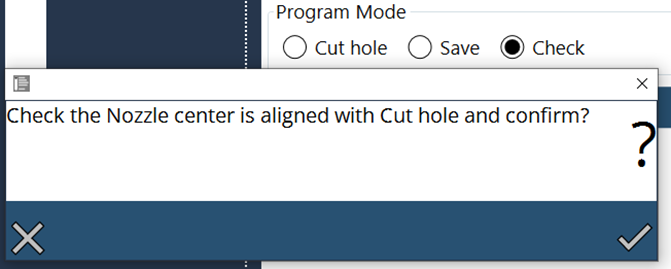 Program Mode
Cut hole Save Check
Check the Nozzle center is aligned with Cut hole and confirm?
?